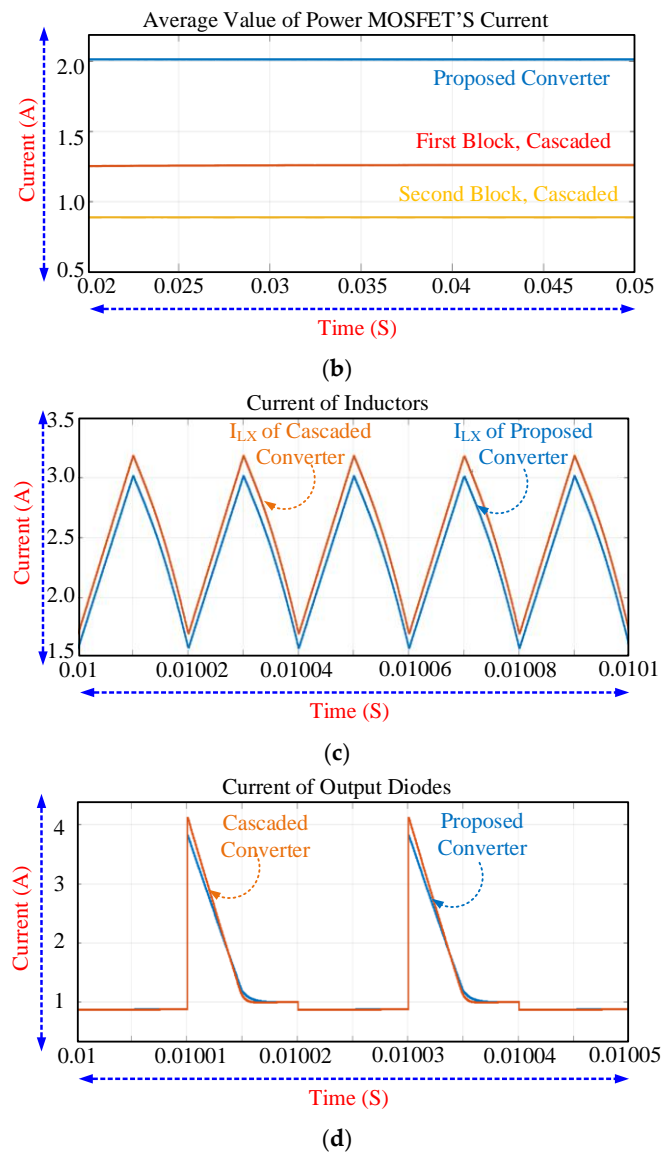 Average Value of Power MOSFET'S Current
2.0
Proposed Converter
1.5
First Block, Cascaded
Second Block, Cascaded
1.0
0.5
Current (A)
0.02 0.025 0.03 0.035 0.04 0.045 0.05
Time (S)
(b)
Current of Inductors
3.5
I_LX of Cascaded Converter
I_LX of Proposed Converter
3.0
2.5
2.0
1.5
Current (A)
0.01 0.01002 0.01004 0.01006 0.01008 0.0101
Time (S)
(c)
Current of Output Diodes
4
Cascaded Converter
Proposed Converter
3
2
1
Current (A)
0.01 0.01001 0.01002 0.01003 0.01004 0.01005
Time (S)
(d)